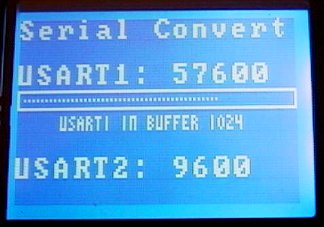 Serial Convert
USART1: 57600
USART1 IN BUFFER 1024
USART2: 9600